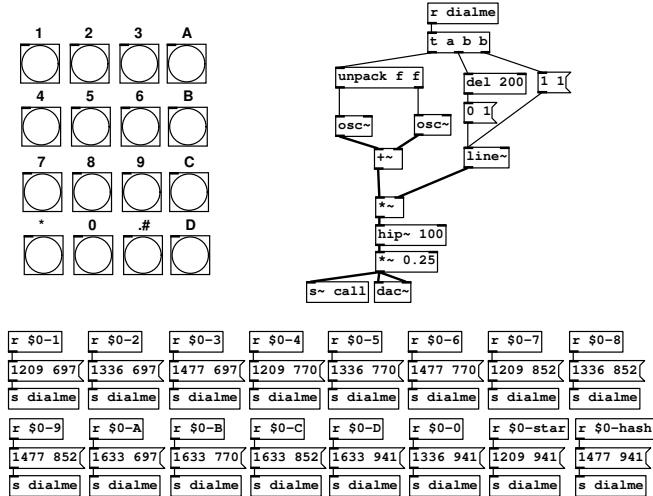 1 2 3 A
4 5 6 B
7 8 9 C
* 0 .# D
r dialme
t a b b
unpack f f
del 200
1 1
0 1
osc~ osc~
+~
line~
*~
hip~ 100
*~ 0.25
s~ call dac~
r $0-1 r $0-2 r $0-3 r $0-4 r $0-5 r $0-6 r $0-7 r $0-8
1209 697 1336 697 1477 697 1209 770 1336 770 1477 770 1209 852 1336 852
s dialme s dialme s dialme s dialme s dialme s dialme s dialme s dialme
r $0-9 r $0-A r $0-B r $0-C r $0-D r $0-0 r $0-star r $0-hash
1477 852 1633 697 1633 770 1633 852 1633 941 1336 941 1209 941 1477 941
s dialme s dialme s dialme s dialme s dialme s dialme s dialme s dialme